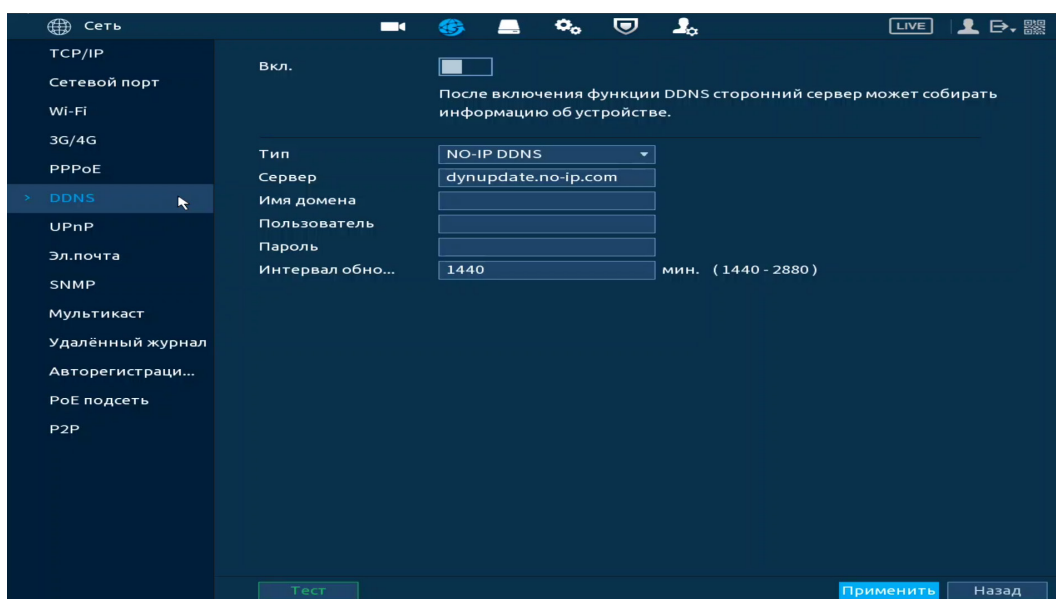 Сеть
LIVE
TCP/IP
Сетевой порт
Wi-Fi
3G/4G
PPPoE
> DDNS
UPnP
Эл.почта
SNMP
Мультикаст
Удалённый журнал
Авторегистраци...
PoE подсеть
P2P
Вкл.
После включения функции DDNS сторонний сервер может собирать
информацию об устройстве.
Тип NO-IP DDNS
Сервер dynupdate.no-ip.com
Имя домена
Пользователь
Пароль
Интервал обно... 1440 мин. ( 1440 - 2880 )
Тест Применить Назад